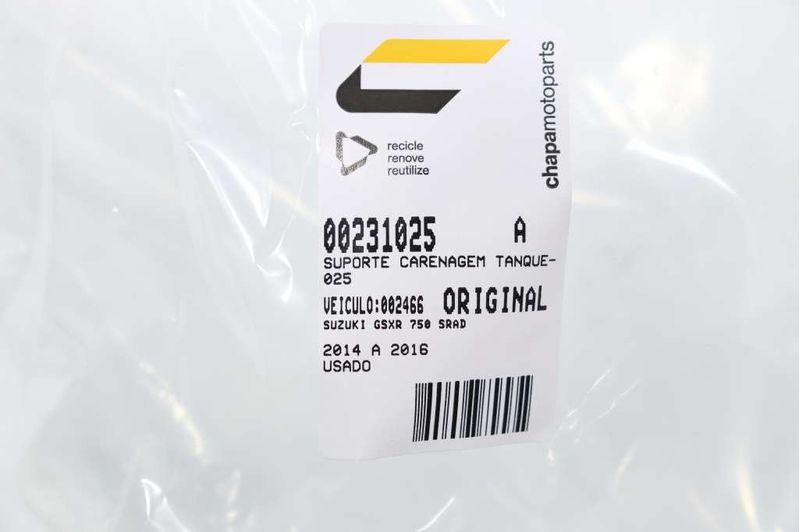 chapamotoparts
recicle
renove
reutilize
00231025 A
SUPORTE CARENAGEM TANQUE-
025
VEICULO:002466 ORIGINAL
SUZUKI GSXR 750 SRAD
2014 A 2016
USADO